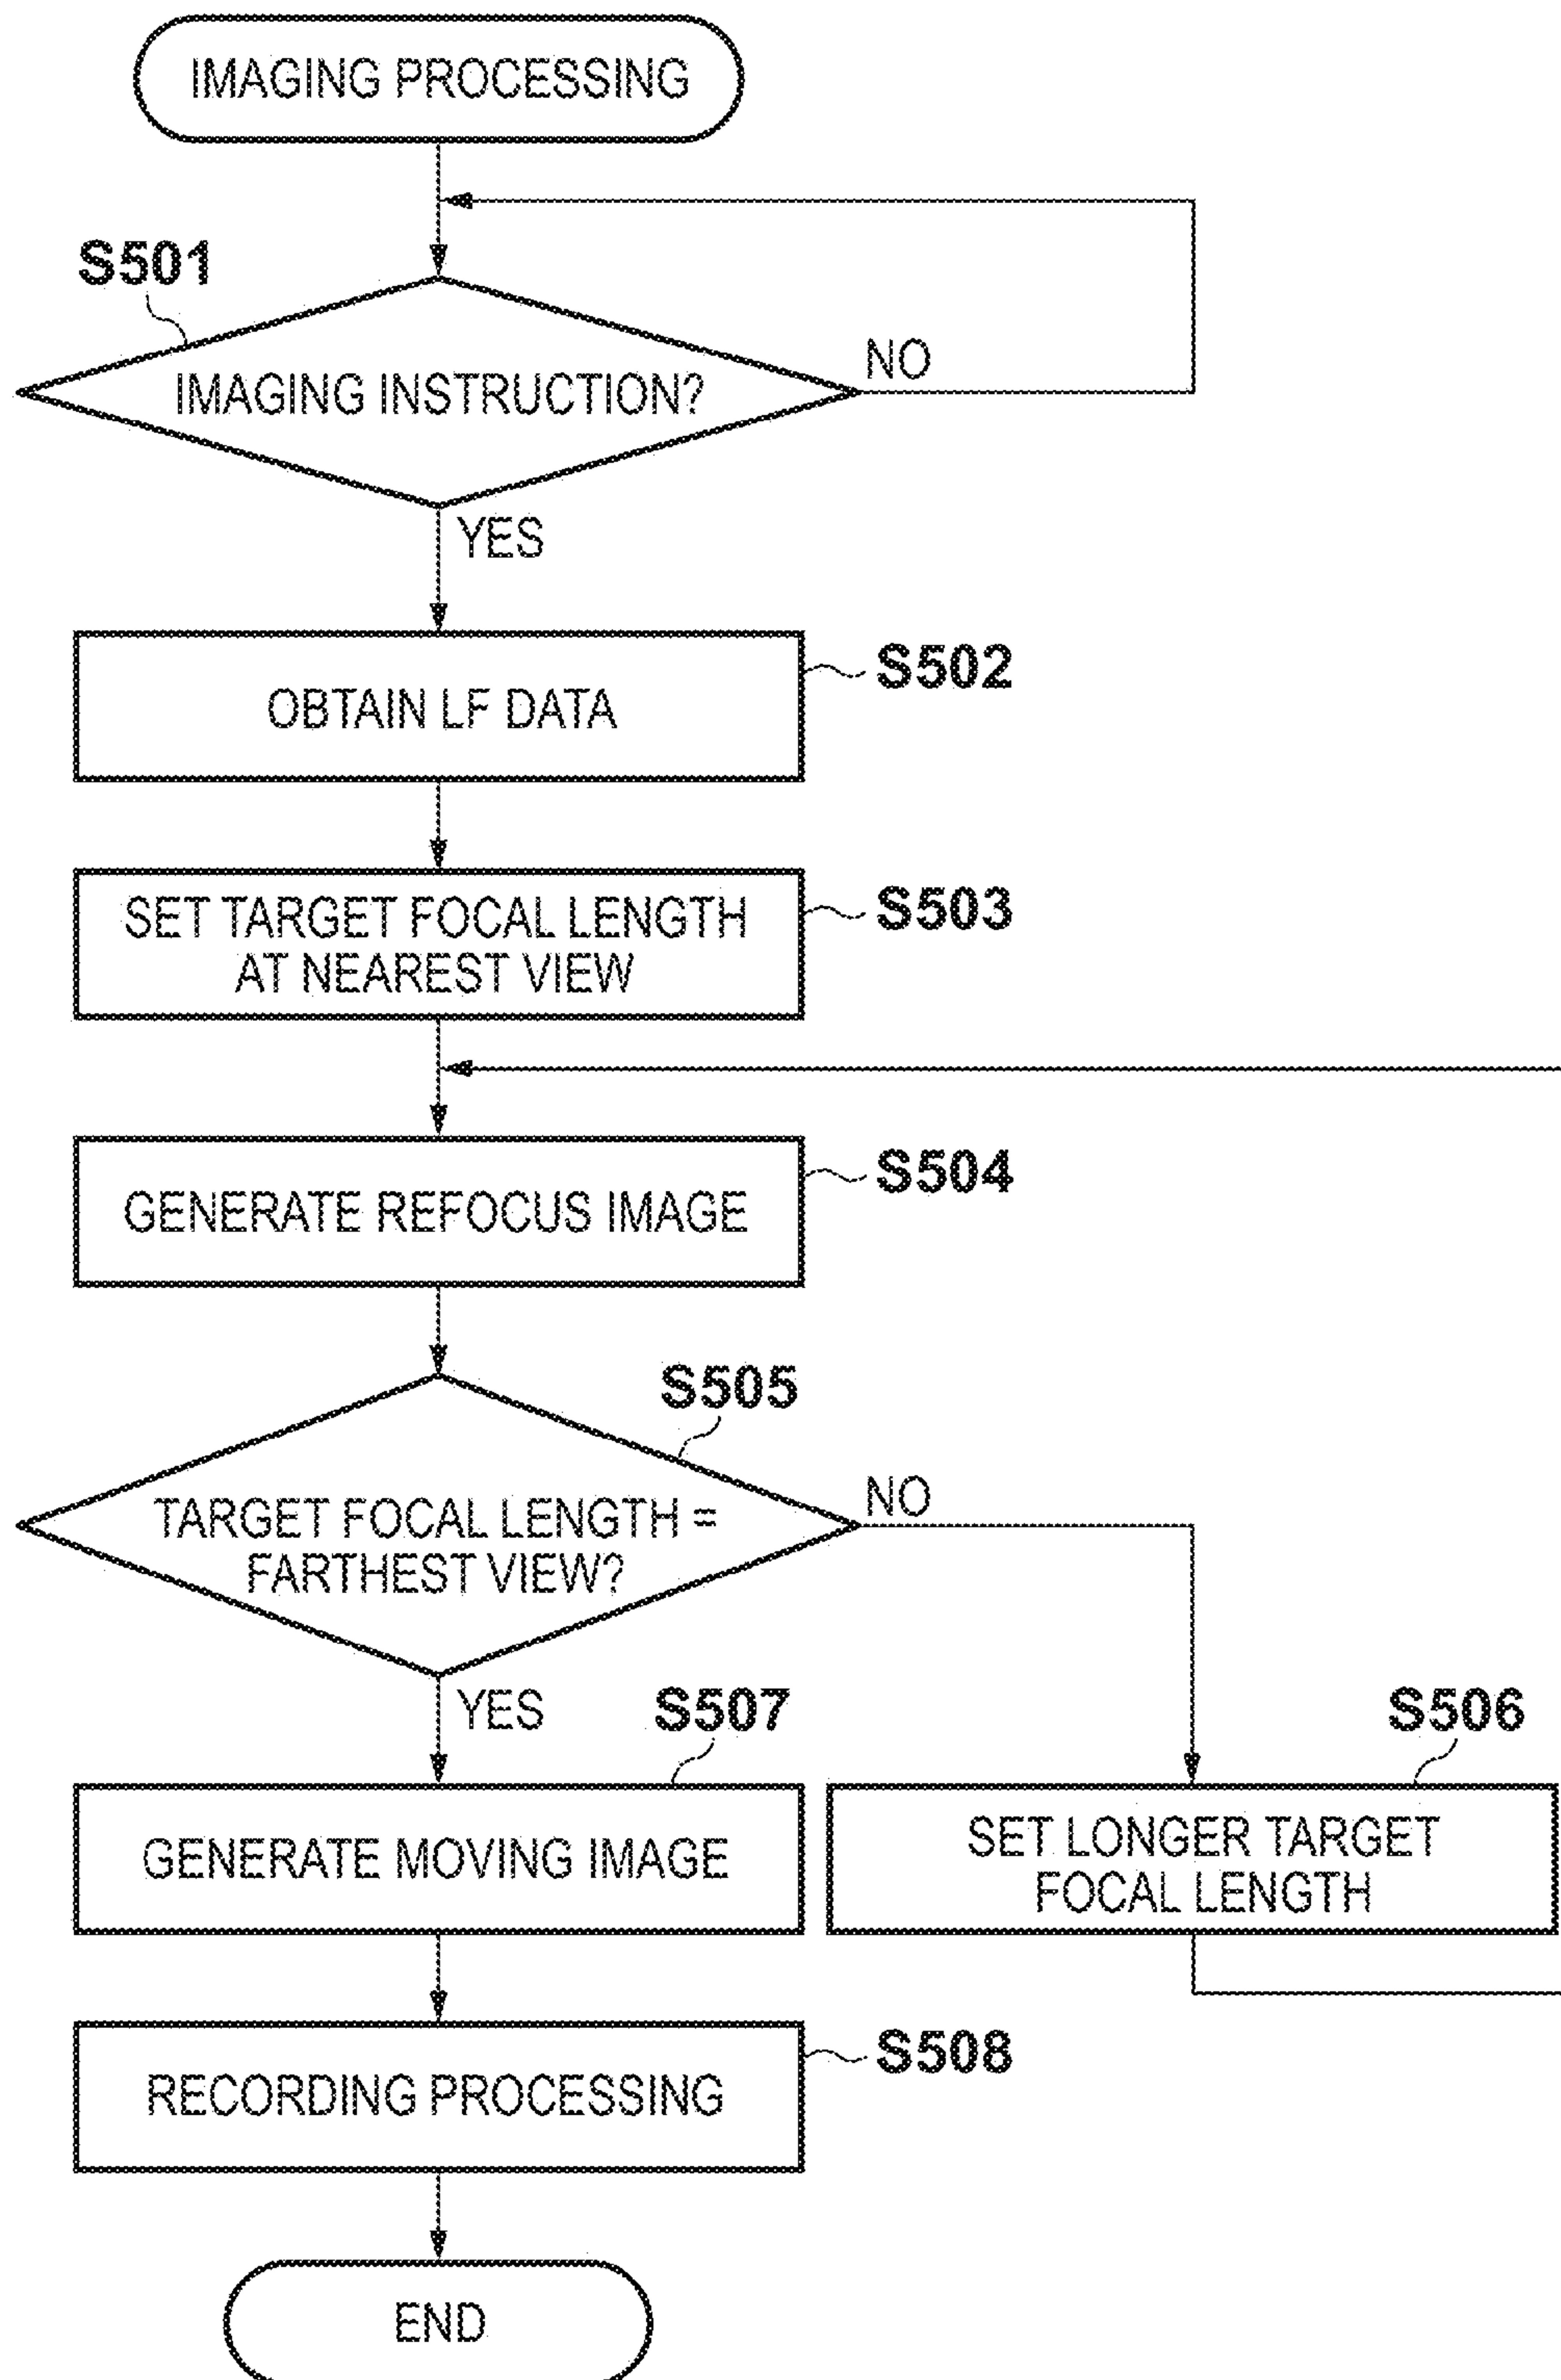 IMAGING PROCESSING
S501
IMAGING INSTRUCTION?
NO
YES
OBTAIN LF DATA
S502
SET TARGET FOCAL LENGTH
AT NEAREST VIEW
S503
GENERATE REFOCUS IMAGE
S504
S505
TARGET FOCAL LENGTH =
FARTHEST VIEW?
NO
YES
S507
GENERATE MOVING IMAGE
S506
SET LONGER TARGET
FOCAL LENGTH
RECORDING PROCESSING
S508
END